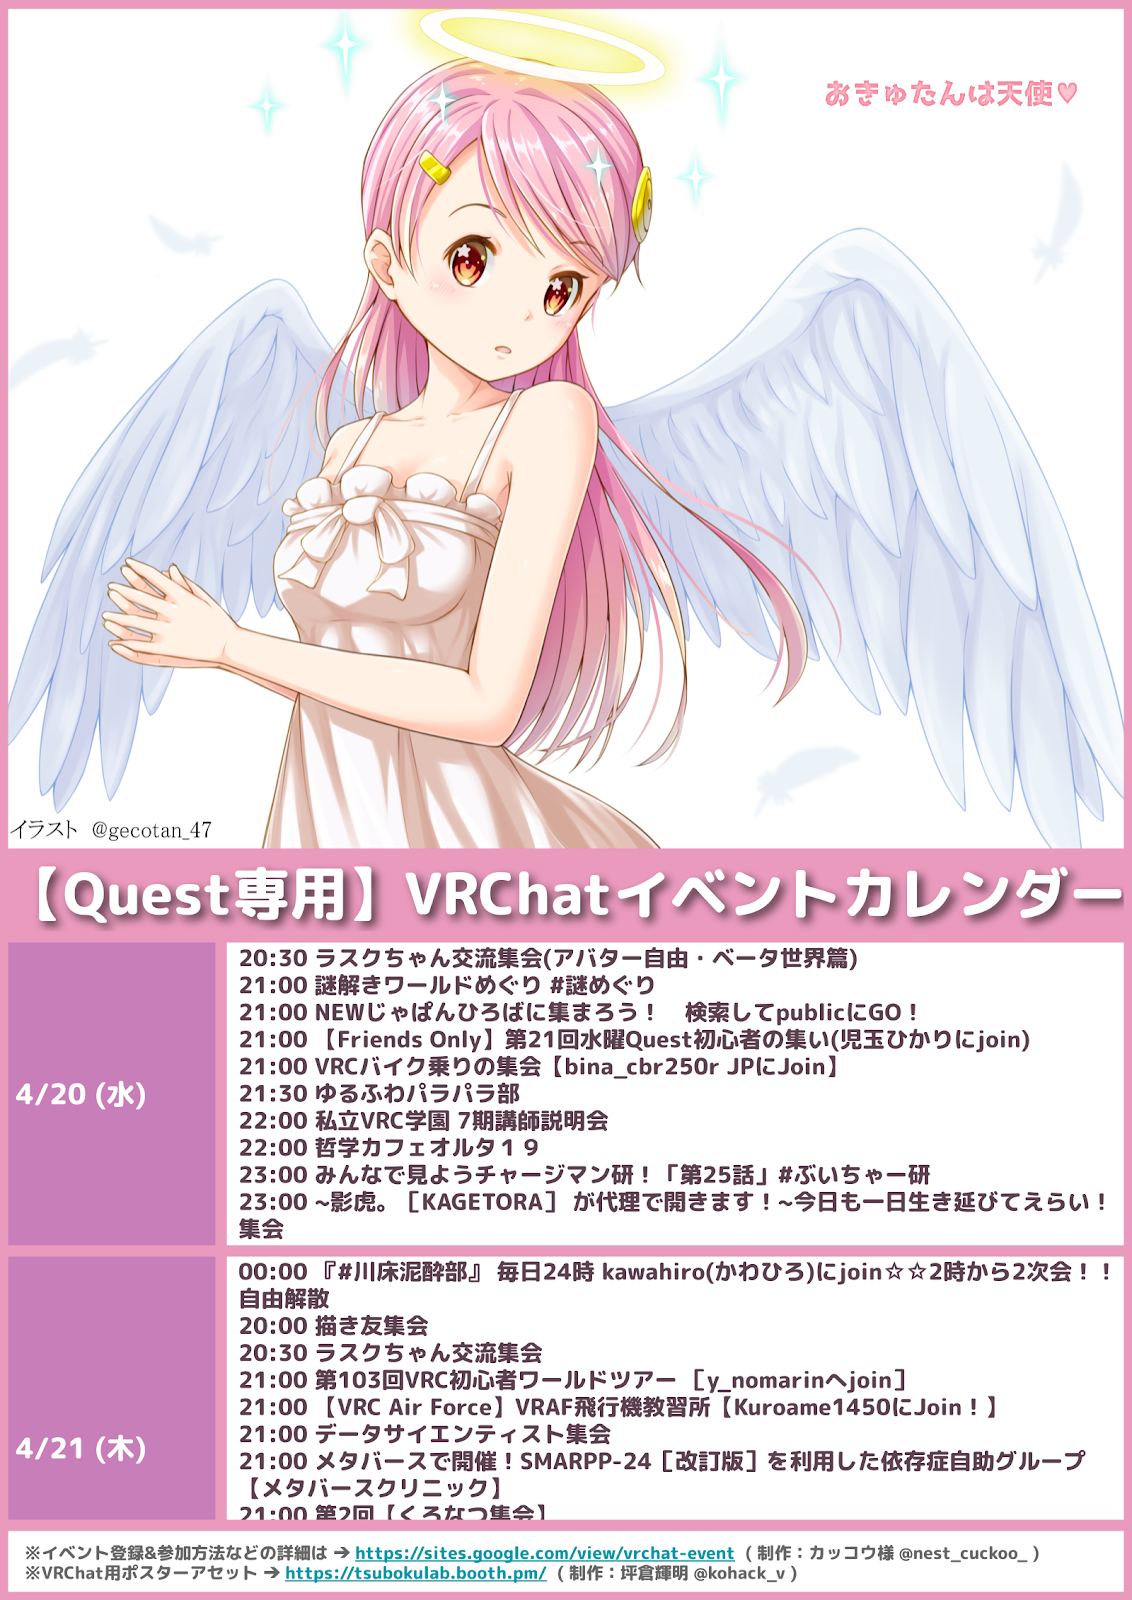 おきゅたんは天使♥
イラスト @gecotan_47
【Quest専用】VRChatイベントカレンダー
4/20 (水)
20:30 ラスクちゃん交流集会(アバター自由・ベータ世界篇)
21:00 謎解きワールドめぐり #謎めぐり
21:00 NEWじゃぱんひろばに集まろう！　検索してpublicにGO！
21:00 【Friends Only】第21回水曜Quest初心者の集い(児玉ひかりにjoin)
21:00 VRCバイク乗りの集会【bina_cbr250r JPにJoin】
21:30 ゆるふわパラパラ部
22:00 私立VRC学園 7期講師説明会
22:00 哲学カフェオルタ１９
23:00 みんなで見ようチャージマン研！「第25話」#ぶいちゃー研
23:00 ~影虎。［KAGETORA］ が代理で開きます！~今日も一日生き延びてえらい！
集会
4/21 (木)
00:00 『#川床泥酔部』 毎日24時 kawahiro(かわひろ)にjoin☆☆2時から2次会！！
自由解散
20:00 描き友集会
20:30 ラスクちゃん交流集会
21:00 第103回VRC初心者ワールドツアー ［y_nomarinへjoin］
21:00 【VRC Air Force】VRAF飛行機教習所【Kuroame1450にJoin！】
21:00 データサイエンティスト集会
21:00 メタバースで開催！SMARPP-24［改訂版］を利用した依存症自助グループ
【メタバースクリニック】
21:00 第2回【くろなつ集会】
※イベント登録&参加方法などの詳細は ➔ https://sites.google.com/view/vrchat-event ( 制作：カッコウ様 @nest_cuckoo_ )
※VRChat用ポスターアセット ➔ https://tsubokulab.booth.pm/ ( 制作：坪倉輝明 @kohack_v )